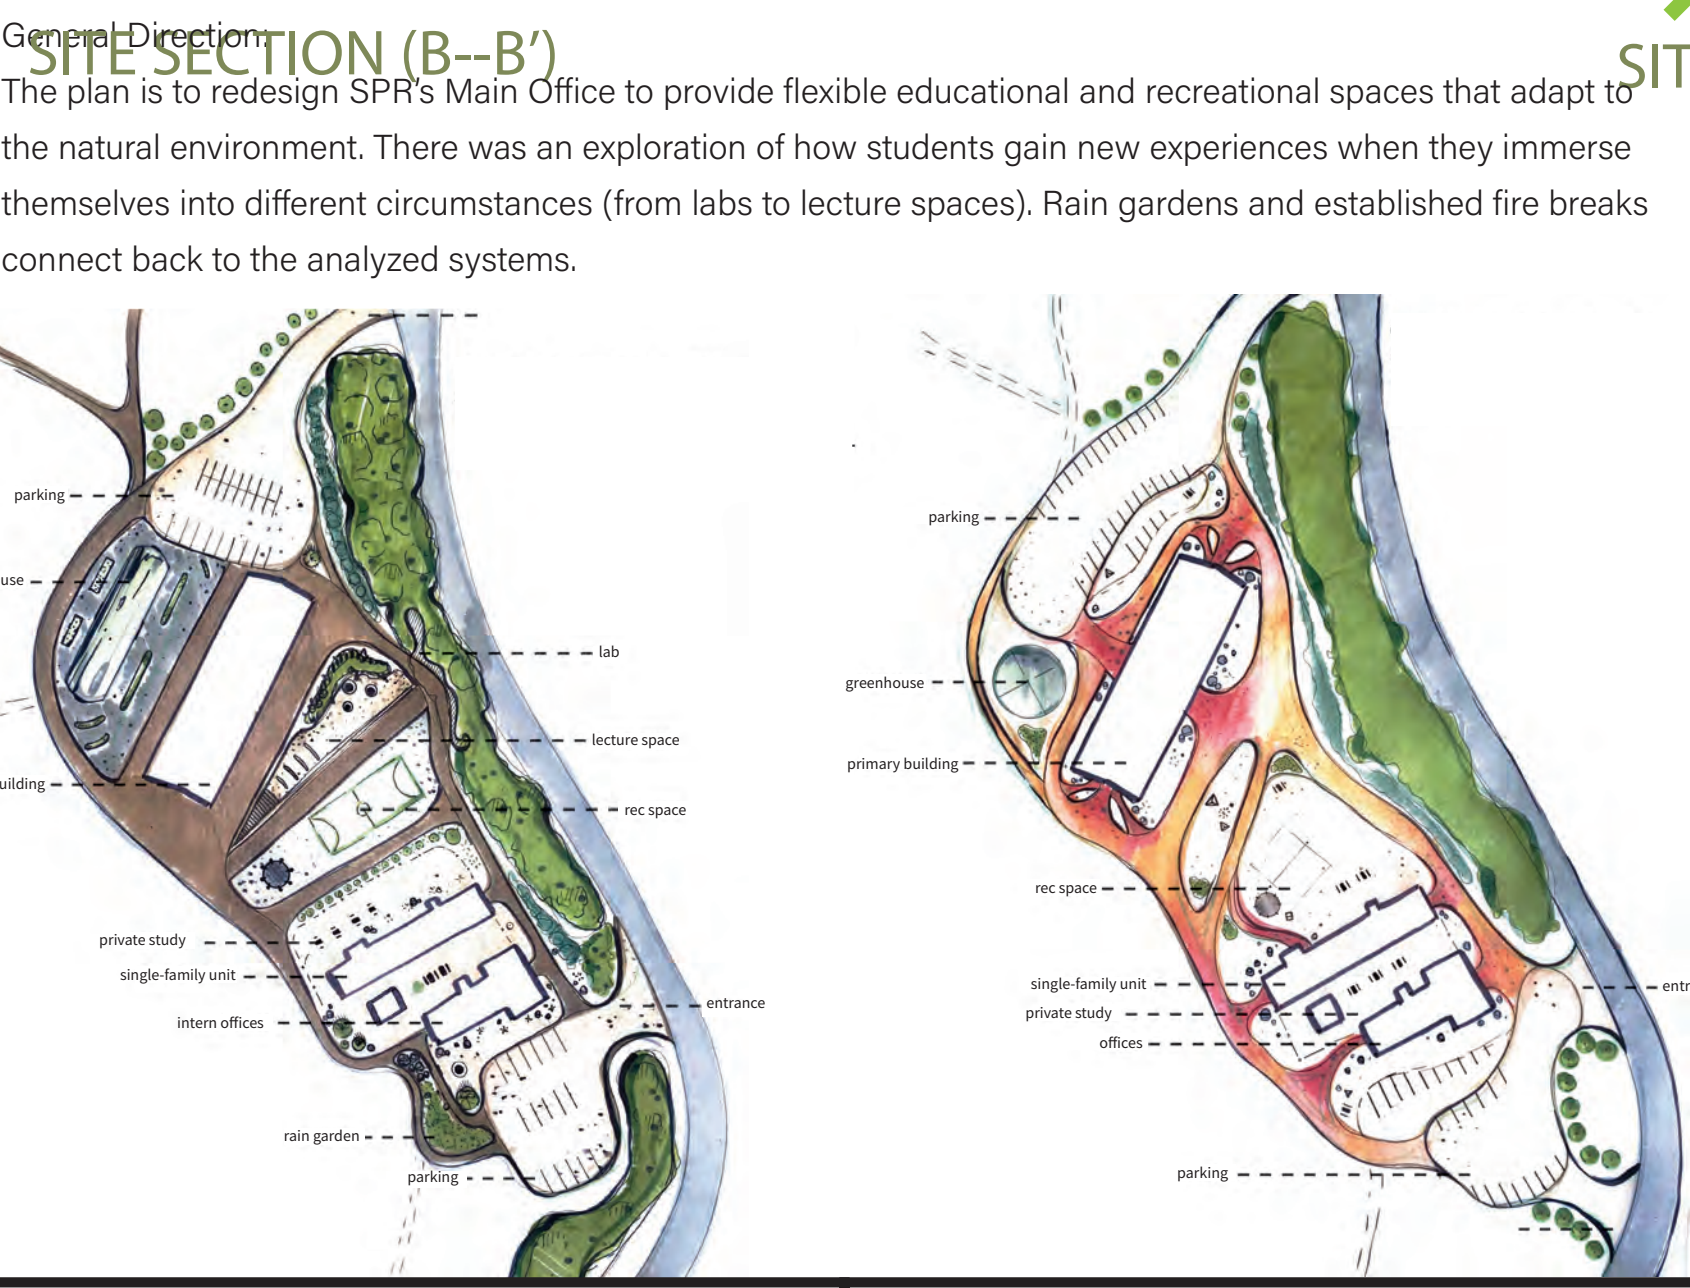 General Direction:
SITE SECTION (B--B’)
SIT
The plan is to redesign SPR’s Main Office to provide flexible educational and recreational spaces that adapt to
the natural environment. There was an exploration of how students gain new experiences when they immerse
themselves into different circumstances (from labs to lecture spaces). Rain gardens and established fire breaks
connect back to the analyzed systems.
parking
use
lab
lecture space
uilding
rec space
private study
single-family unit
intern offices
entrance
rain garden
parking
parking
greenhouse
primary building
rec space
single-family unit
private study
offices
entr
parking